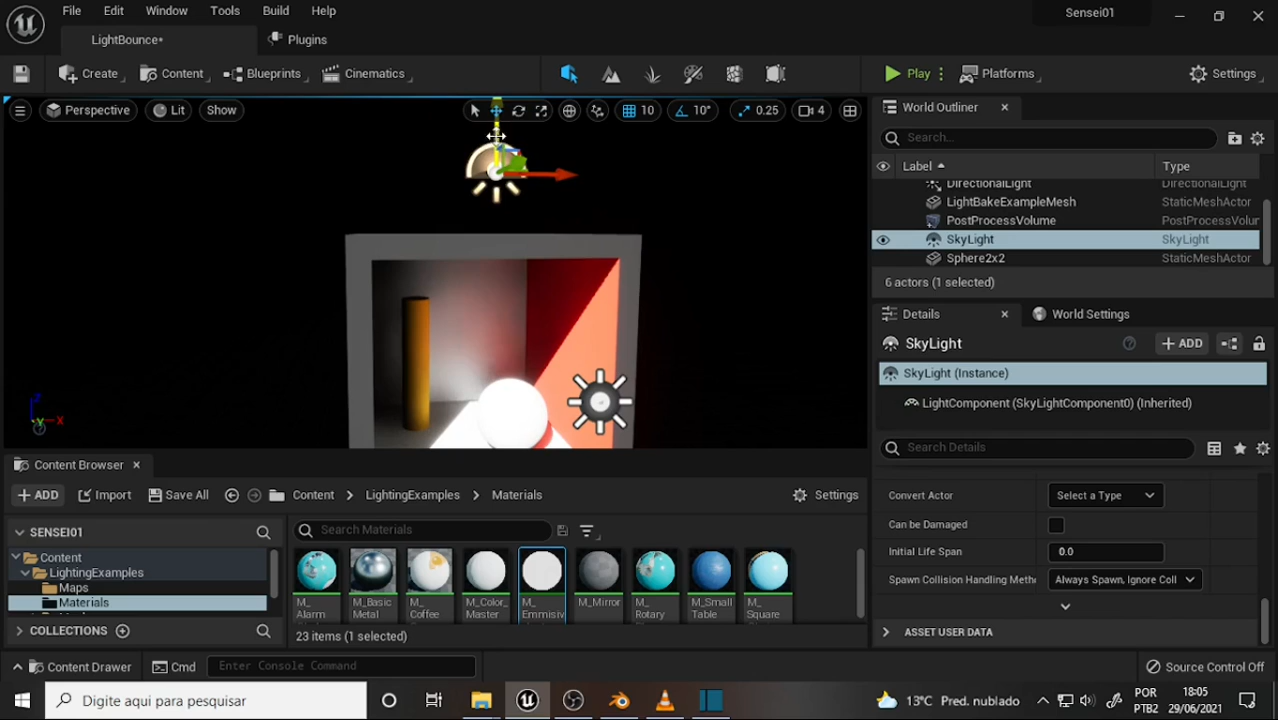 File Edit Window Tools Build Help
Sensei01
LightBounce*
Plugins
Create
Content
Blueprints
Cinematics
Play
Platforms
Settings
Perspective
Lit
Show
10
10°
0.25
4
World Outliner
Search...
Label
Type
DirectionalLight DirectionalLight
LightBakeExampleMesh StaticMeshActor
PostProcessVolume PostProcessVolur
SkyLight SkyLight
Sphere2x2 StaticMeshActor
6 actors (1 selected)
Details
World Settings
SkyLight
+ ADD
SkyLight (Instance)
LightComponent (SkyLightComponent0) (Inherited)
Search Details
Convert Actor Select a Type
Can be Damaged
Initial Life Span 0.0
Spawn Collision Handling Methc Always Spawn, Ignore Coll
ASSET USER DATA
Content Browser
+ ADD
Import
Save All
Content
LightingExamples
Materials
Settings
SENSEI01
Content
LightingExamples
Maps
Materials
COLLECTIONS
Search Materials
M_
Alarm
M_Basic
Metal
M_
Coffee
M_Color_
Master
M_
Emmisiv
M_Mirror
M_
Rotary
M_Small
Table
M_
Square
23 items (1 selected)
Content Drawer
Cmd
Enter Console Command
Source Control Off
Digite aqui para pesquisar
13°C Pred. nublado
POR
PTB2
18:05
29/06/2021